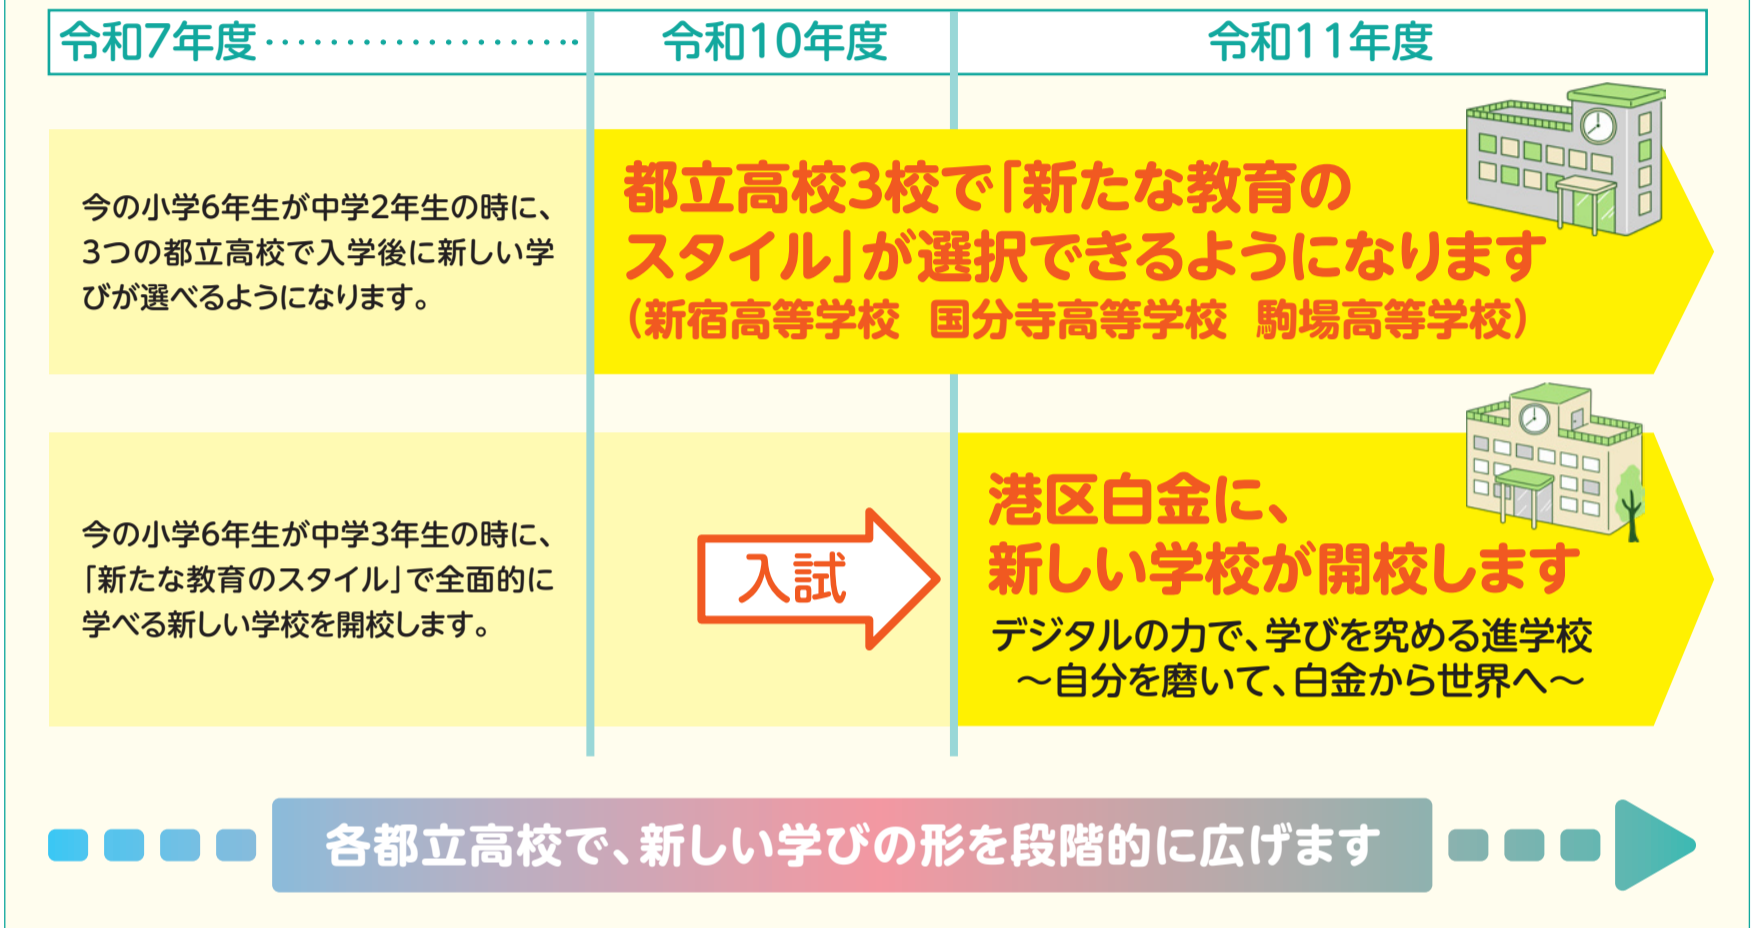 令和7年度
令和10年度
令和11年度
今の小学6年生が中学2年生の時に、
3つの都立高校で入学後に新しい学
びが選べるようになります。
都立高校3校で「新たな教育の
スタイル」が選択できるようになります
（新宿高等学校　国分寺高等学校　駒場高等学校）
今の小学6年生が中学3年生の時に、
「新たな教育のスタイル」で全面的に
学べる新しい学校を開校します。
入試
港区白金に、
新しい学校が開校します
デジタルの力で、学びを究める進学校
～自分を磨いて、白金から世界へ～
各都立高校で、新しい学びの形を段階的に広げます